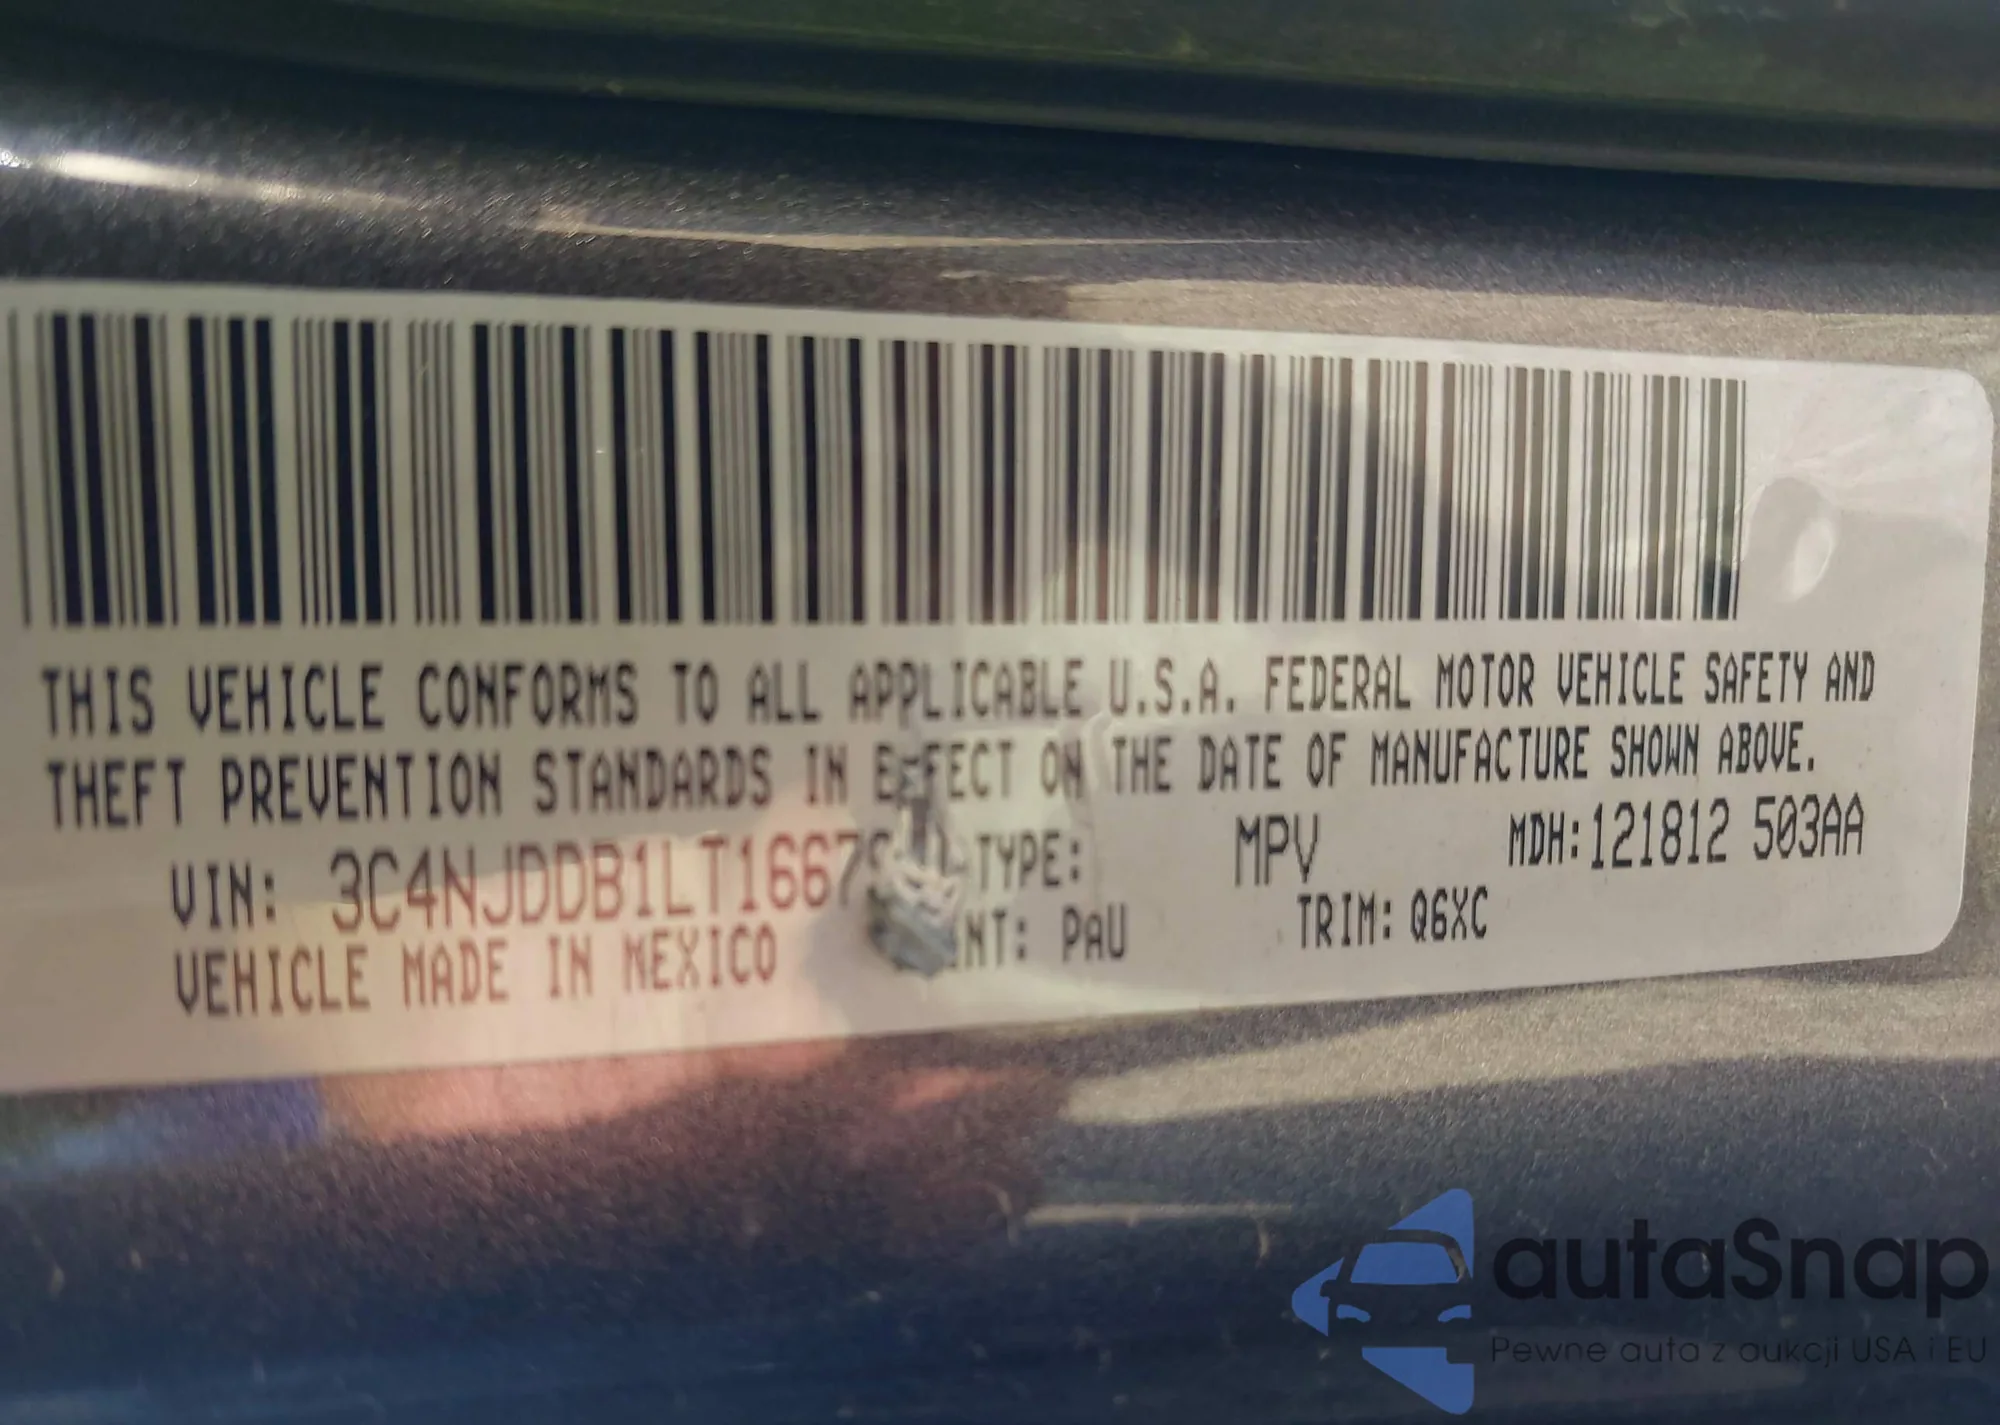 THIS VEHICLE CONFORMS TO ALL APPLICABLE U.S.A. FEDERAL MOTOR VEHICLE SAFETY AND
THEFT PREVENTION STANDARDS IN EFFECT ON THE DATE OF MANUFACTURE SHOWN ABOVE.
VIN: TYPE: MPV MDH: 121812 503AA
VEHICLE MADE IN MEXICO PAU TRIM: Q6XC
autaSnap
Pewne auta z aukcji USA i EU